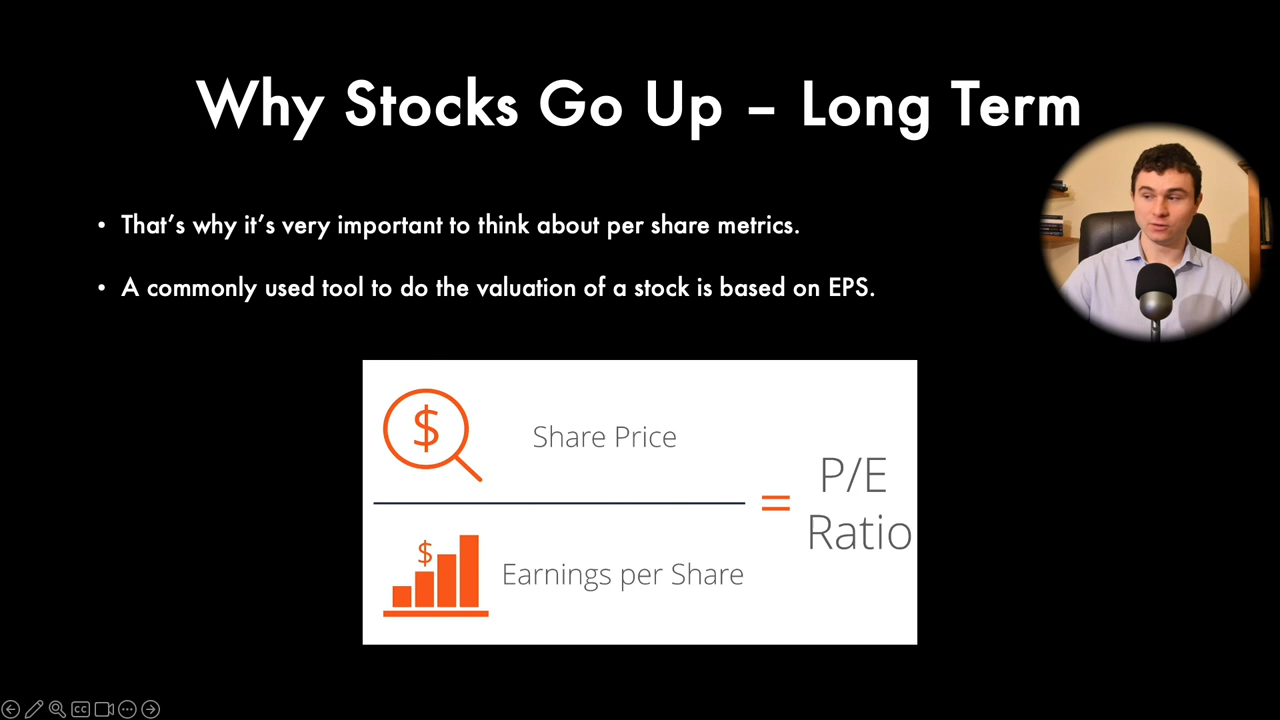 Why Stocks Go Up – Long Term
• That's why it's very important to think about per share metrics.
• A commonly used tool to do the valuation of a stock is based on EPS.
$
Share Price
= P/E
Ratio
$
Earnings per Share
CC